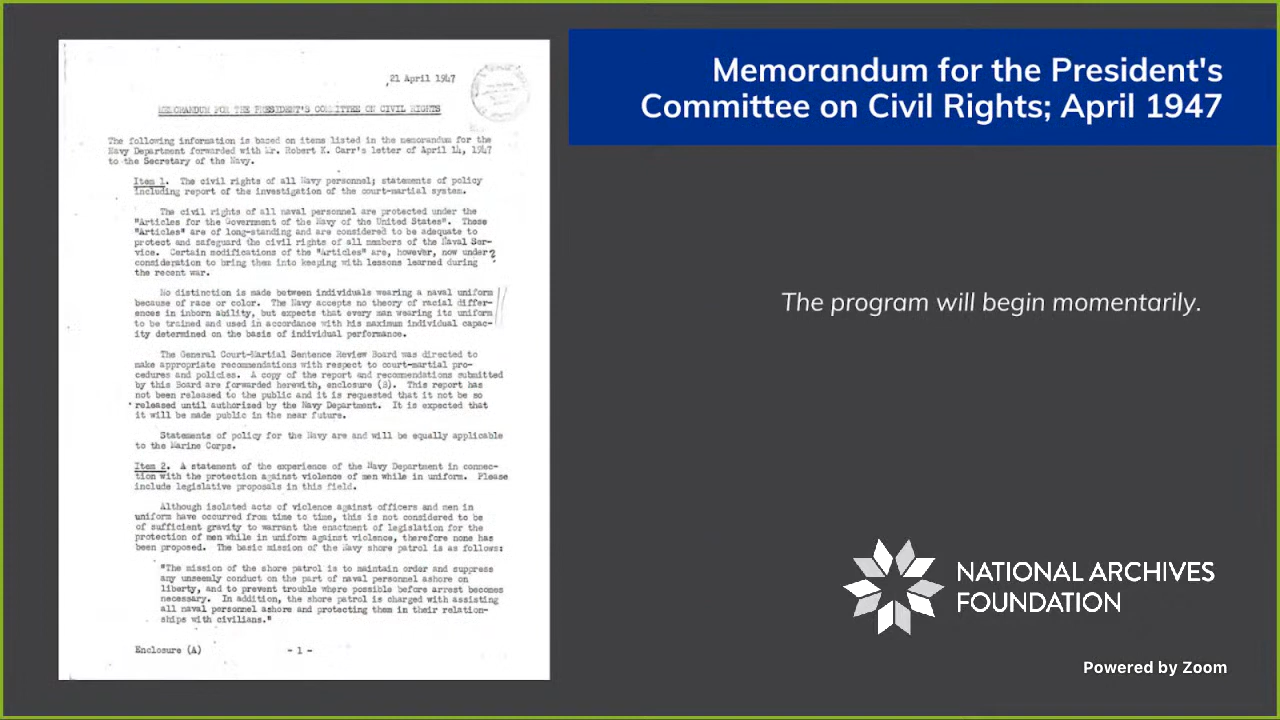 21 April 1947
MEMORANDUM FOR THE PRESIDENT'S COMMITTEE ON CIVIL RIGHTS
The following information is based on items listed in the memorandum for the
Navy Department forwarded with Mr. Robert K. Carr's letter of April 14, 1947
to the Secretary of the Navy.
Item 1. The civil rights of all Navy personnel; statements of policy
including report of the investigation of the court-martial system.
The civil rights of all naval personnel are protected under the
"Articles for the Government of the Navy of the United States". These
"Articles" are of long-standing and are considered to be adequate to
protect and safeguard the civil rights of all members of the Naval Ser-
vice. Certain modifications of the "Articles" are, however, now under?
consideration to bring them into keeping with lessons learned during
the recent war.
No distinction is made between individuals wearing a naval uniform
because of race or color. The Navy accepts no theory of racial differ-
ences in inborn ability, but expects that every man wearing its uniform
to be trained and used in accordance with his maximum individual capac-
ity determined on the basis of individual performance.
The General Court-Martial Sentence Review Board was directed to
make appropriate recommendations with respect to court-martial pro-
cedures and policies. A copy of the report and recommendations submitted
by this Board are forwarded herewith, enclosure (B). This report has
not been released to the public and it is requested that it not be so
released until authorized by the Navy Department. It is expected that
it will be made public in the near future.
Statements of policy for the Navy are and will be equally applicable
to the Marine Corps.
Item 2. A statement of the experience of the Navy Department in connec-
tion with the protection against violence of men while in uniform. Please
include legislative proposals in this field.
Although isolated acts of violence against officers and men in
uniform have occurred from time to time, this is not considered to be
of sufficient gravity to warrant the enactment of legislation for the
protection of men while in uniform against violence, therefore none has
been proposed. The basic mission of the Navy shore patrol is as follows:
"The mission of the shore patrol is to maintain order and suppress
any unseemly conduct on the part of naval personnel ashore on
liberty, and to prevent trouble where possible before arrest becomes
necessary. In addition, the shore patrol is charged with assisting
all naval personnel ashore and protecting them in their relation-
ships with civilians."
Enclosure (A)
- 1 -
Memorandum for the President's
Committee on Civil Rights; April 1947
The program will begin momentarily.
NATIONAL ARCHIVES
FOUNDATION
Powered by Zoom